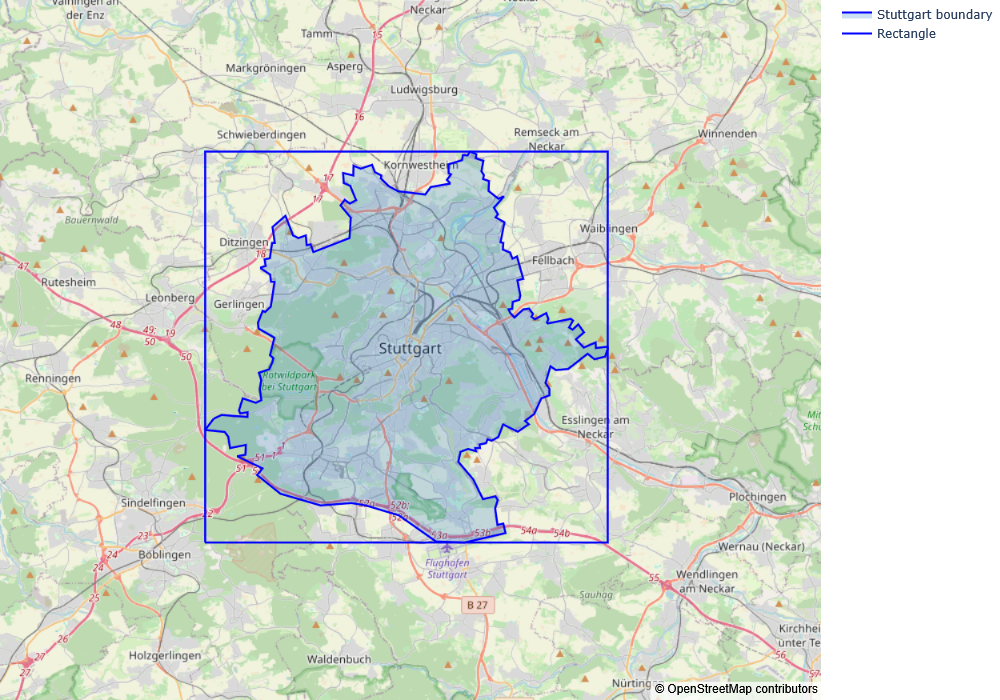 Vaihingen an
der Enz
Neckar
Tamm
15
Stuttgart boundary
Rectangle
Markgröningen
Asperg
Ludwigsburg
16
Schwieberdingen
Remseck am
Neckar
Winnenden
Kornwestheim
17
17
Bauernwald
Ditzingen
Waiblingen
18
Fellbach
47
Rutesheim
Leonberg
Gerlingen
48
49;
50
19
50
Stuttgart
Renningen
Rotwildpark
bei Stuttgart
Esslingen am
Neckar
51
51
Sindelfingen
Plochingen
52b;
53a
53b
54a
54b
23
Böblingen
24
24
Flughafen
Stuttgart
Wernau (Neckar)
55
Wendlingen
am Neckar
25
Sauhag
B 27
26
Kirchhei
unter Te
Holzgerlingen
Waldenbuch
56
27
27
57
Nürting
© OpenStreetMap contributors